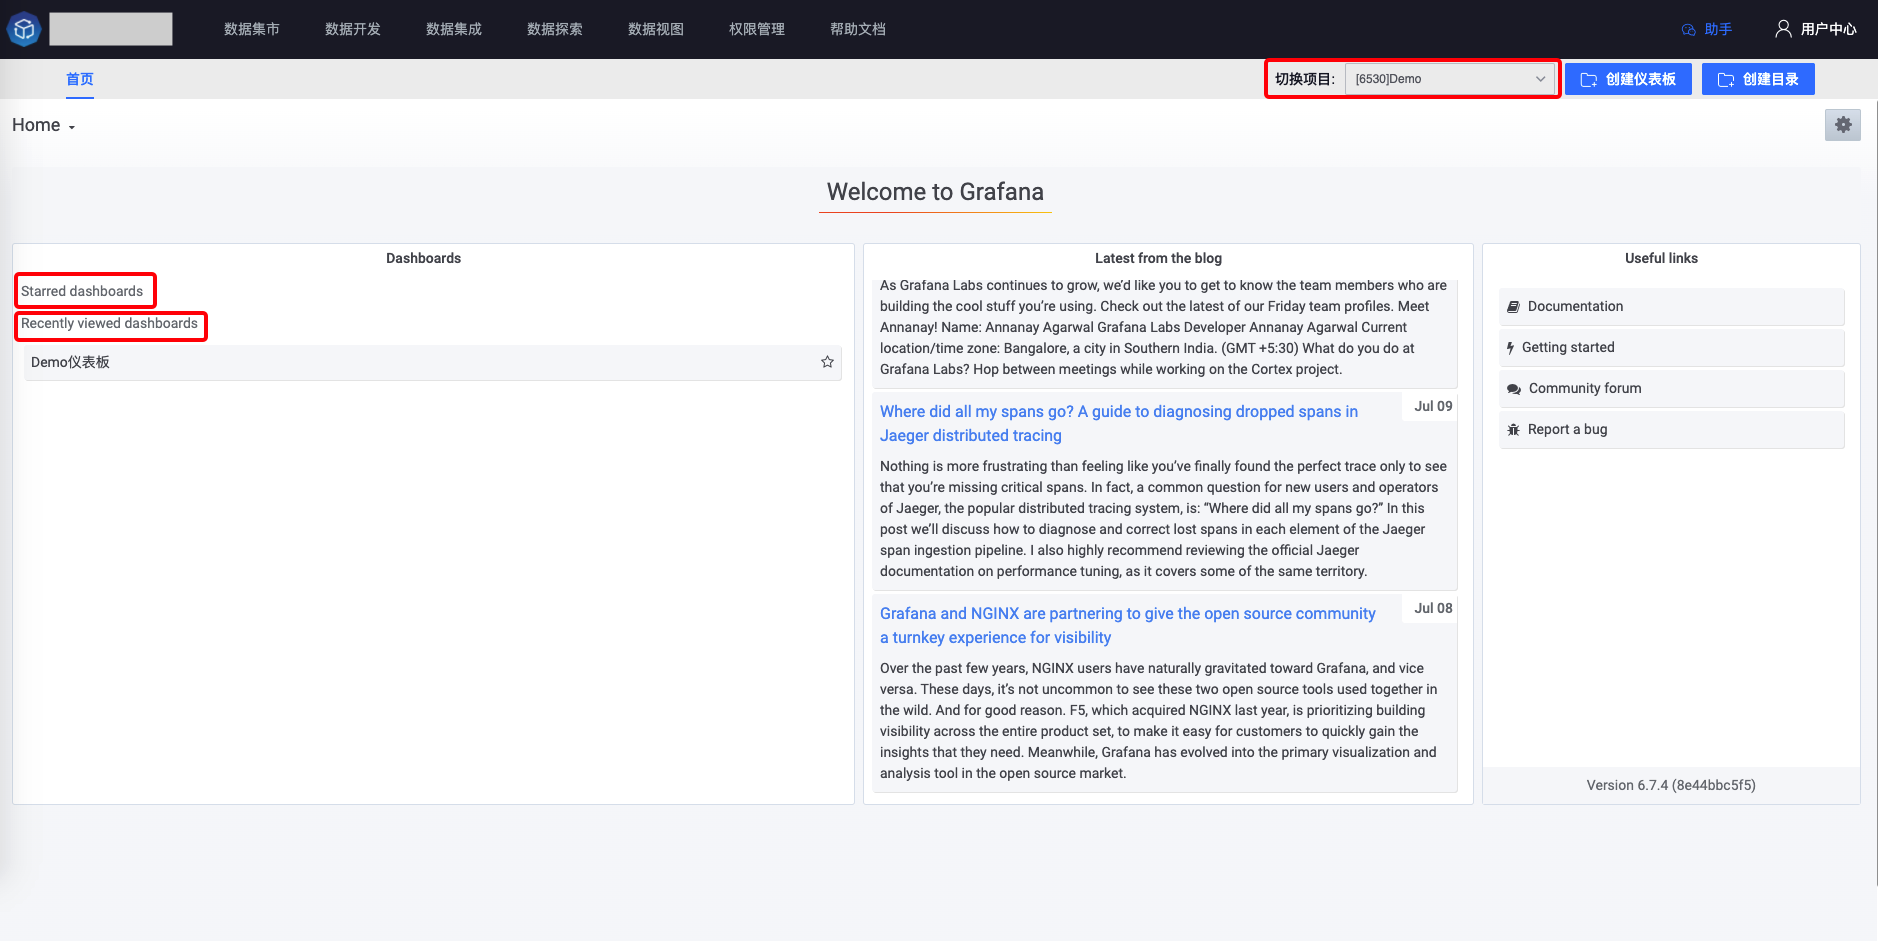 数据集市 数据开发 数据集成 数据探索 数据视图 权限管理 帮助文档 助手 用户中心
首页 切换项目: [6530]Demo 创建仪表板 创建目录
Home
Welcome to Grafana
Dashboards
Starred dashboards
Recently viewed dashboards
Demo仪表板
Latest from the blog
As Grafana Labs continues to grow, we’d like you to get to know the team members who are
building the cool stuff you’re using. Check out the latest of our Friday team profiles. Meet
Annanay! Name: Annanay Agarwal Grafana Labs Developer Annanay Agarwal Current
location/time zone: Bangalore, a city in Southern India. (GMT +5:30) What do you do at
Grafana Labs? Hop between meetings while working on the Cortex project.
Where did all my spans go? A guide to diagnosing dropped spans in
Jaeger distributed tracing
Jul 09
Nothing is more frustrating than feeling like you’ve finally found the perfect trace only to see
that you’re missing critical spans. In fact, a common question for new users and operators
of Jaeger, the popular distributed tracing system, is: “Where did all my spans go?” In this
post we’ll discuss how to diagnose and correct lost spans in each element of the Jaeger
span ingestion pipeline. I also highly recommend reviewing the official Jaeger
documentation on performance tuning, as it covers some of the same territory.
Grafana and NGINX are partnering to give the open source community
a turnkey experience for visibility
Jul 08
Over the past few years, NGINX users have naturally gravitated toward Grafana, and vice
versa. These days, it’s not uncommon to see these two open source tools used together in
the wild. And for good reason. F5, which acquired NGINX last year, is prioritizing building
visibility across the entire product set, to make it easy for customers to quickly gain the
insights that they need. Meanwhile, Grafana has evolved into the primary visualization and
analysis tool in the open source market.
Useful links
Documentation
Getting started
Community forum
Report a bug
Version 6.7.4 (8e44bbc5f5)